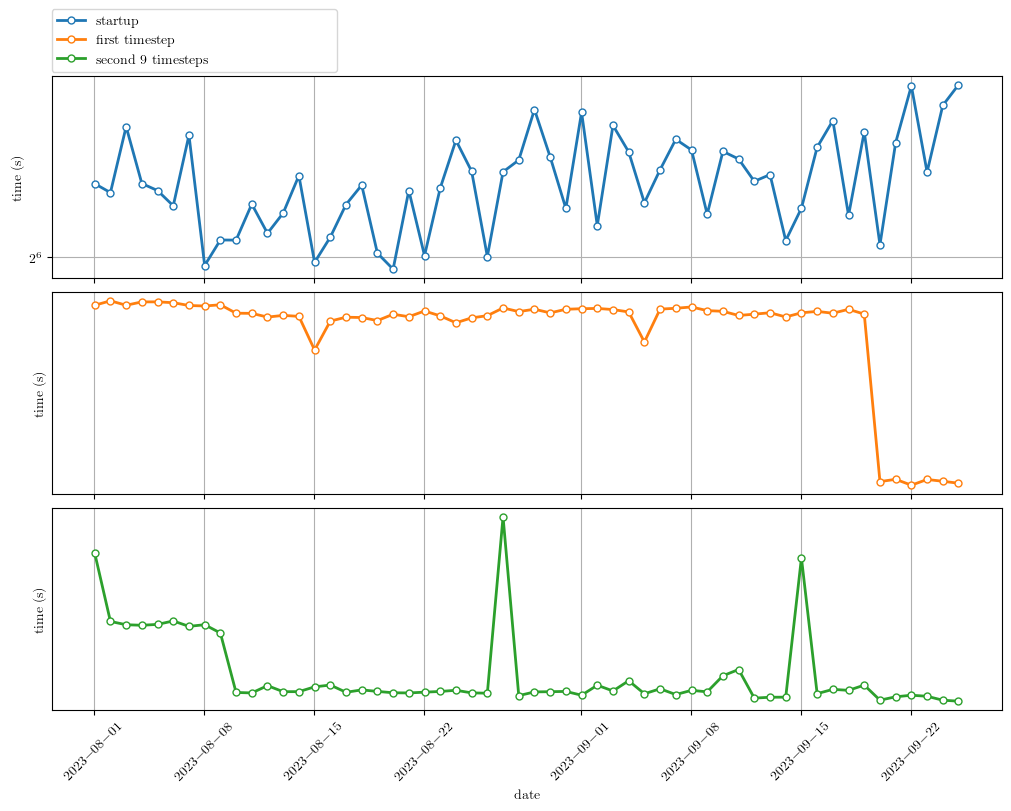 startup
first timestep
second 9 timesteps
time (s)
2^6
time (s)
time (s)
2023−08−01
2023−08−08
2023−08−15
2023−08−22
2023−09−01
2023−09−08
2023−09−15
2023−09−22
date